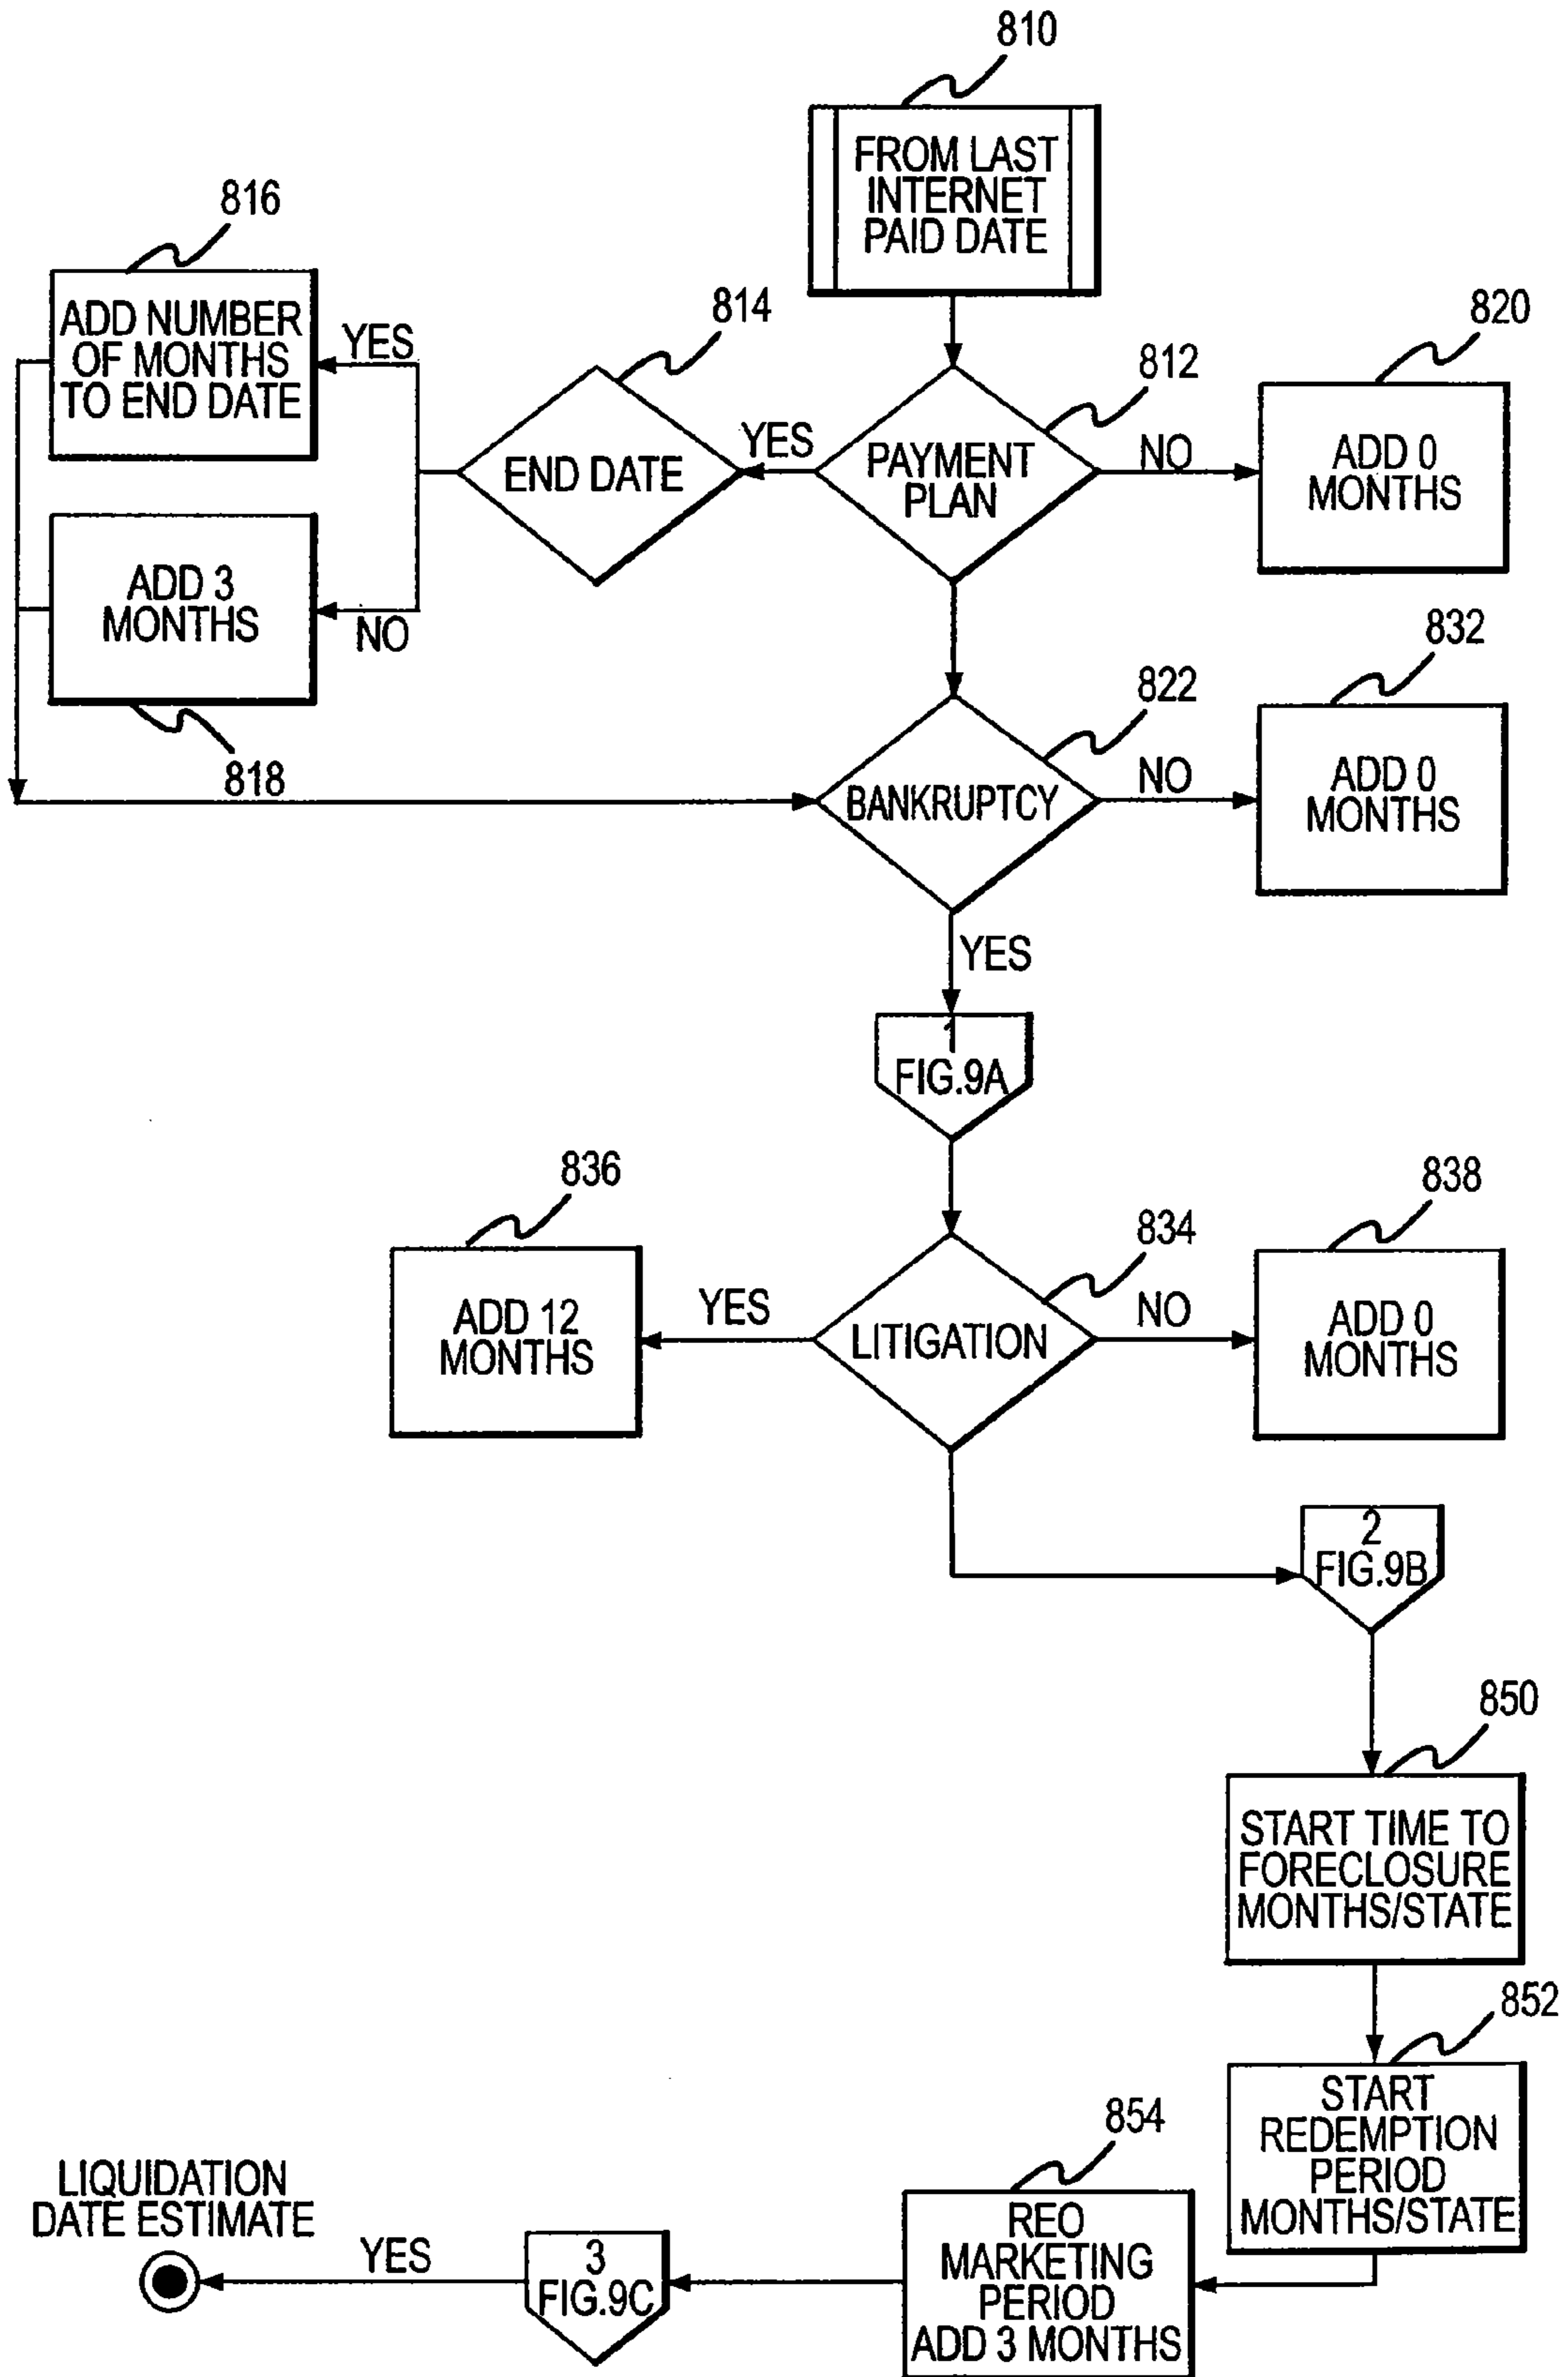 810
FROM LAST
INTERNET
PAID DATE
816
ADD NUMBER
OF MONTHS
TO END DATE
YES
814
END DATE
YES
812
PAYMENT
PLAN
NO
820
ADD 0
MONTHS
ADD 3
MONTHS
NO
818
822
BANKRUPTCY
NO
832
ADD 0
MONTHS
YES
1
FIG.9A
836
ADD 12
MONTHS
YES
834
LITIGATION
NO
838
ADD 0
MONTHS
2
FIG.9B
850
START TIME TO
FORECLOSURE
MONTHS/STATE
852
START
REDEMPTION
PERIOD
MONTHS/STATE
854
REO
MARKETING
PERIOD
ADD 3 MONTHS
3
FIG.9C
YES
LIQUIDATION
DATE ESTIMATE